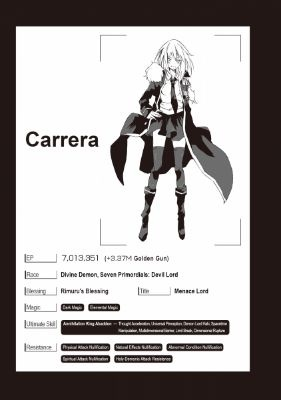 Carrera
EP 7,013,351 (+3.37M Golden Gun)
Race Divine Demon, Seven Primordials: Devil Lord
Blessing Rimuru's Blessing Title Menace Lord
Magic Dark Magic Elemental Magic
Ultimate Skill Annihilation King Abaddon — Thought Acceleration, Universal Perception, Demon Lord Haki, Spacetime
Manipulation, Multidimensional Barrier, Limit Break, Dimensional Rupture
Resistance Physical Attack Nullification Natural Effects Nullification Abnormal Condition Nullification
Spiritual Attack Nullification Holy-Demonic Attack Resistance